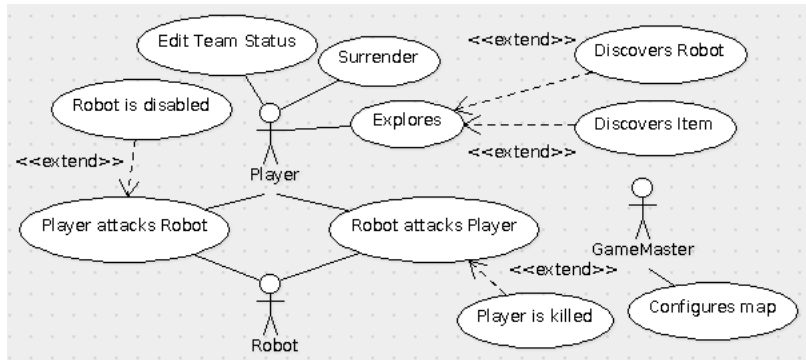 Edit Team Status
Surrender
<<extend>>
Discovers Robot
Robot is disabled
Explores
Discovers Item
<<extend>>
<<extend>>
Player
Player attacks Robot
Robot attacks Player
GameMaster
<<extend>>
Player is killed
Configures map
Robot